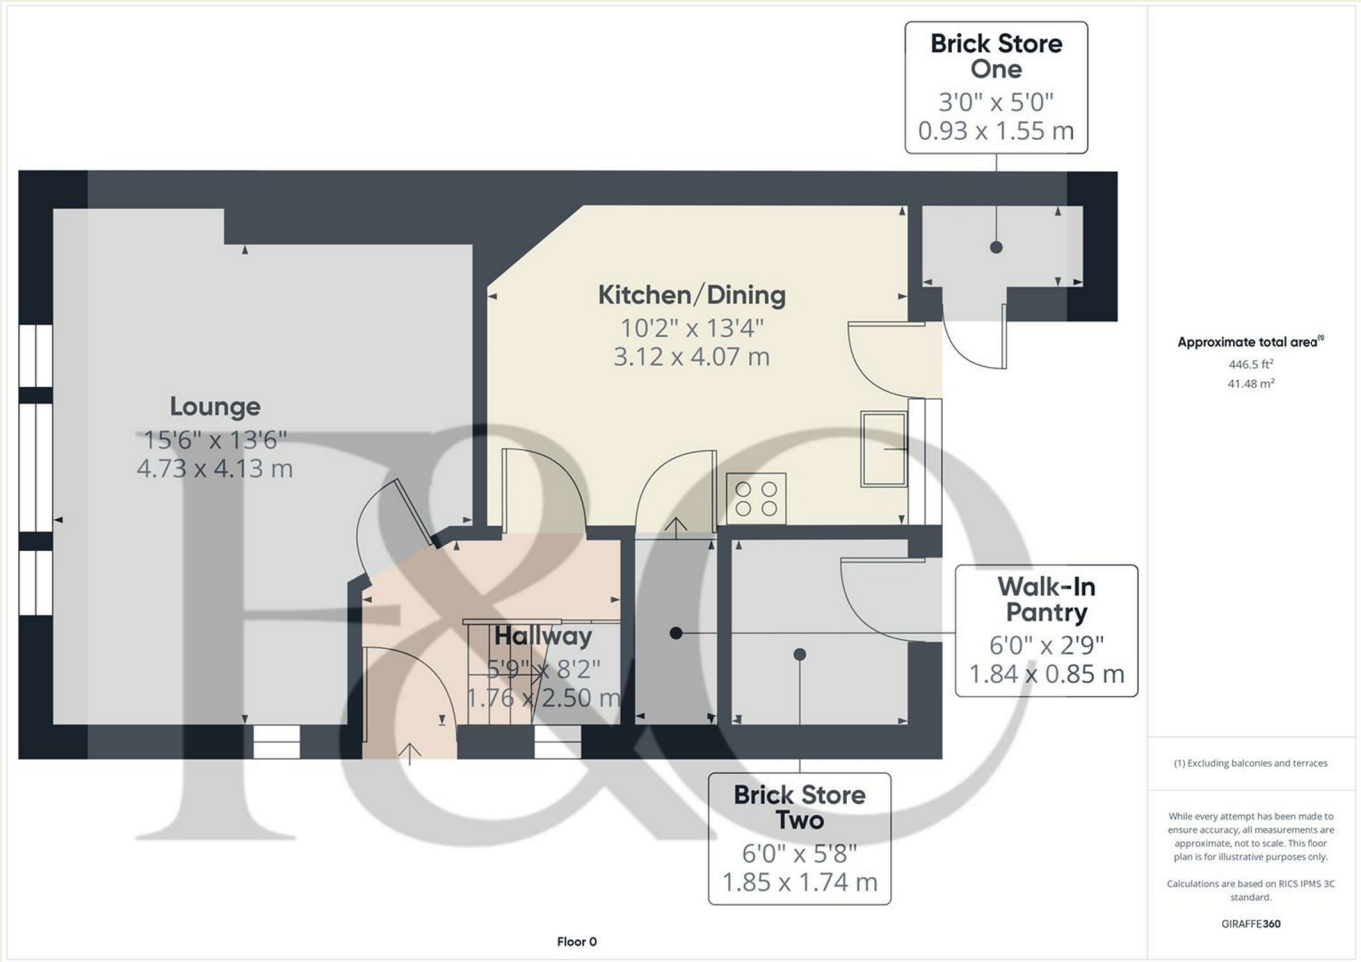 Brick Store
One
3'0" x 5'0"
0.93 x 1.55 m
Kitchen/Dining
10'2" x 13'4"
3.12 x 4.07 m
Lounge
15'6" x 13'6"
4.73 x 4.13 m
Hallway
5'9" x 8'2"
1.76 x 2.50 m
Walk-In
Pantry
6'0" x 2'9"
1.84 x 0.85 m
Brick Store
Two
6'0" x 5'8"
1.85 x 1.74 m
F&C
Floor 0
Approximate total area(1)
446.5 ft²
41.48 m²
(1) Excluding balconies and terraces
While every attempt has been made to
ensure accuracy, all measurements are
approximate, not to scale. This floor
plan is for illustrative purposes only.
Calculations are based on RICS IPMS 3C
standard.
GIRAFFE360